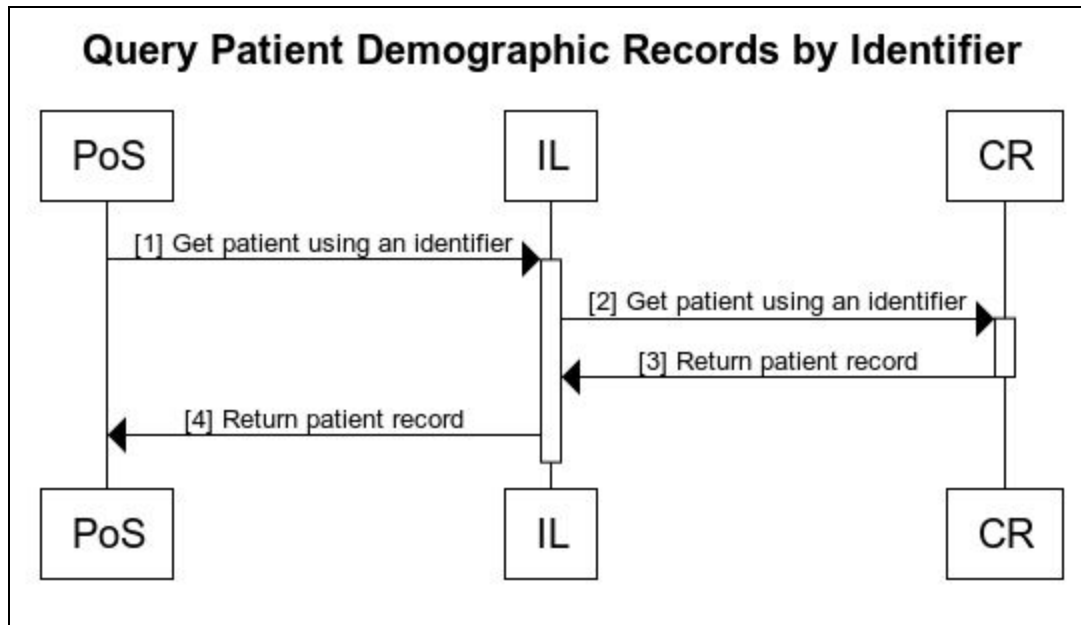 Query Patient Demographic Records by Identifier
PoS
IL
CR
[1] Get patient using an identifier
[2] Get patient using an identifier
[3] Return patient record
[4] Return patient record
PoS
IL
CR